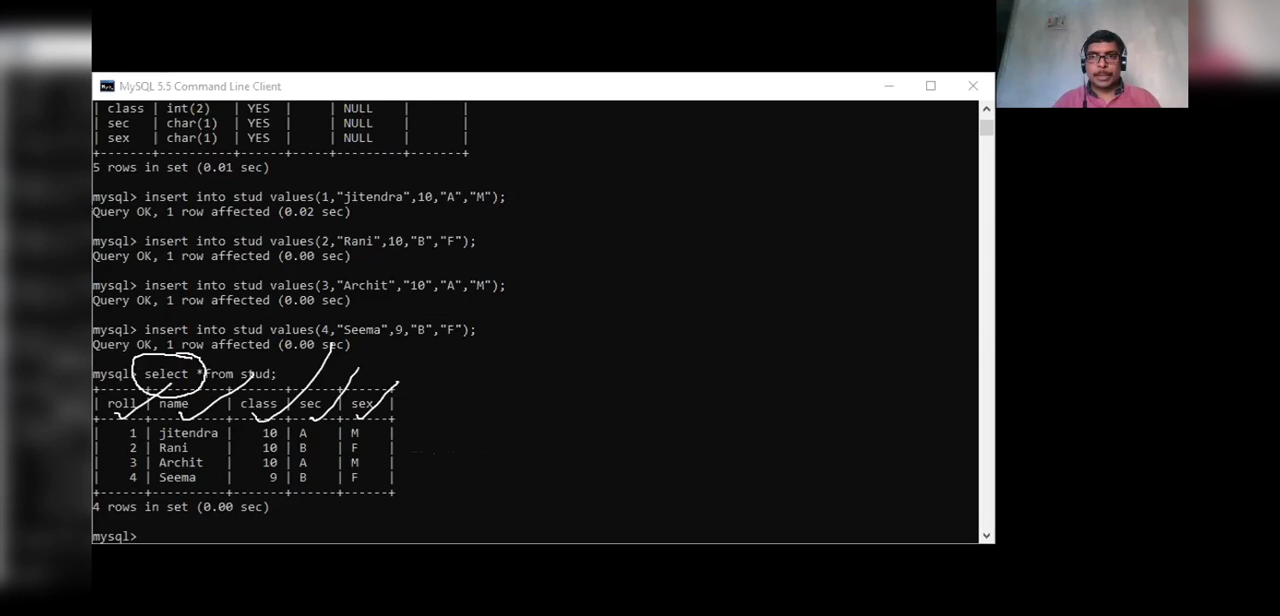 MySQL 5.5 Command Line Client
| class | int(2) | YES | | NULL | |
| sec | char(1) | YES | | NULL | |
| sex | char(1) | YES | | NULL | |
+-------+----------+------+-----+---------+-------+
5 rows in set (0.01 sec)
mysql> insert into stud values(1,"jitendra",10,"A","M");
Query OK, 1 row affected (0.02 sec)
mysql> insert into stud values(2,"Rani",10,"B","F");
Query OK, 1 row affected (0.00 sec)
mysql> insert into stud values(3,"Archit","10","A","M");
Query OK, 1 row affected (0.00 sec)
mysql> insert into stud values(4,"Seema",9,"B","F");
Query OK, 1 row affected (0.00 sec)
mysql> select *from stud;
+------+----------+-------+------+------+
| roll | name | class | sec | sex |
+------+----------+-------+------+------+
| 1 | jitendra | 10 | A | M |
| 2 | Rani | 10 | B | F |
| 3 | Archit | 10 | A | M |
| 4 | Seema | 9 | B | F |
+------+----------+-------+------+------+
4 rows in set (0.00 sec)
mysql>